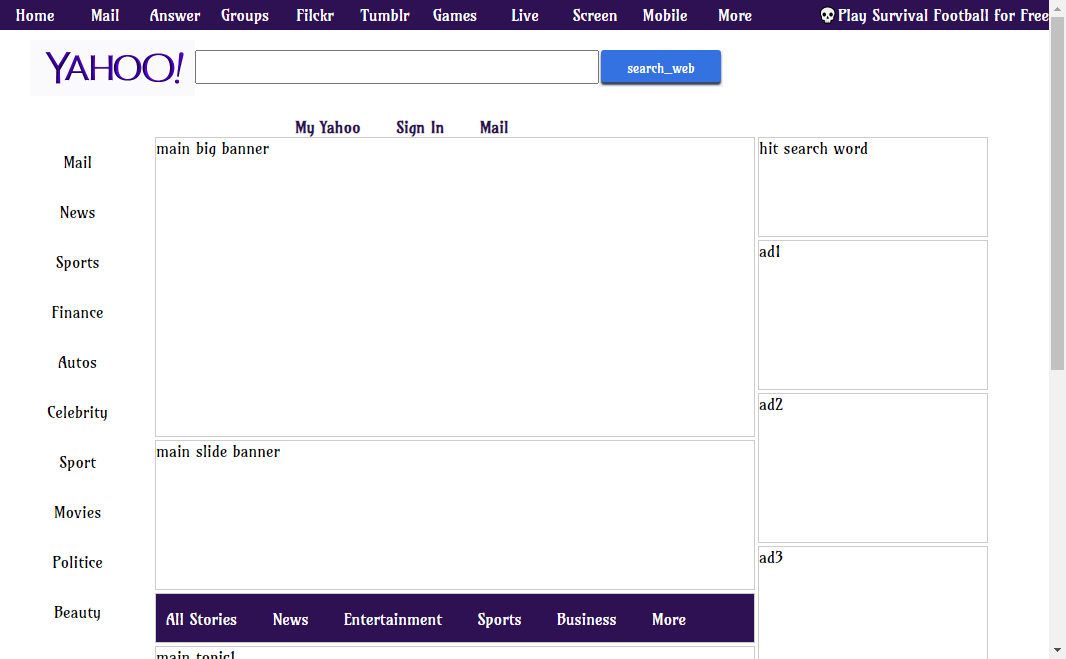 Home Mail Answer Groups Filckr Tumblr Games Live Screen Mobile More 💀Play Survival Football for Free
YAHOO! search_web
My Yahoo Sign In Mail
Mail
News
Sports
Finance
Autos
Celebrity
Sport
Movies
Politice
Beauty
main big banner
main slide banner
All Stories News Entertainment Sports Business More
main topic1
hit search word
ad1
ad2
ad3